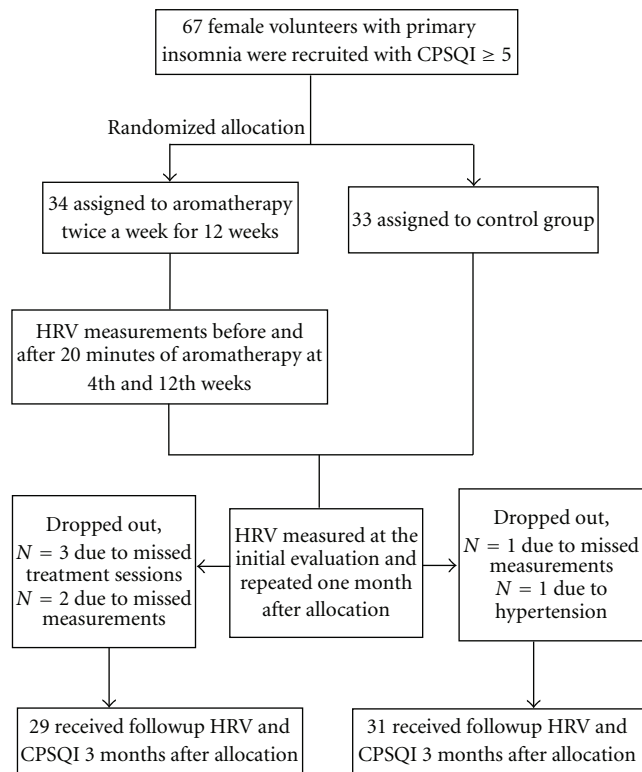 67 female volunteers with primary
insomnia were recruited with CPSQI ≥ 5
Randomized allocation
34 assigned to aromatherapy
twice a week for 12 weeks
33 assigned to control group
HRV measurements before and
after 20 minutes of aromatherapy at
4th and 12th weeks
Dropped out,
N = 3 due to missed
treatment sessions
N = 2 due to missed
measurements
HRV measured at the
initial evaluation and
repeated one month
after allocation
Dropped out,
N = 1 due to missed
measurements
N = 1 due to
hypertension
29 received followup HRV and
CPSQI 3 months after allocation
31 received followup HRV and
CPSQI 3 months after allocation